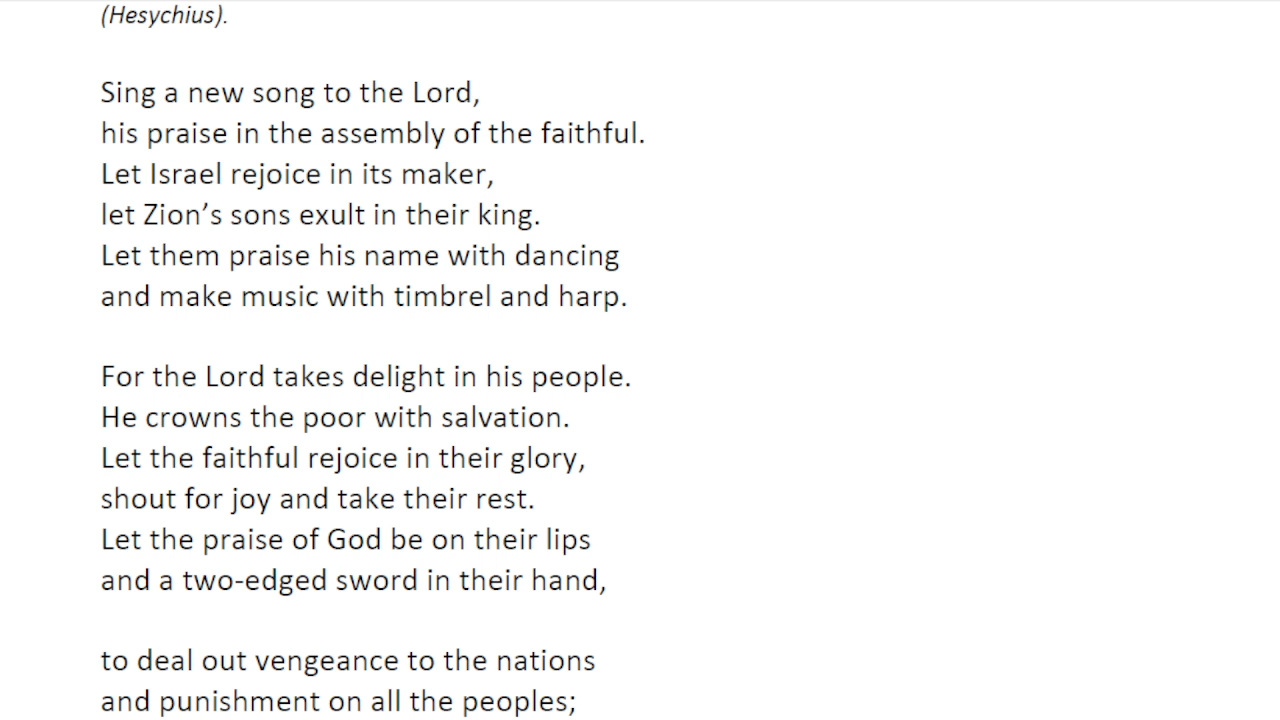 (Hesychius).
Sing a new song to the Lord,
his praise in the assembly of the faithful.
Let Israel rejoice in its maker,
let Zion’s sons exult in their king.
Let them praise his name with dancing
and make music with timbrel and harp.
For the Lord takes delight in his people.
He crowns the poor with salvation.
Let the faithful rejoice in their glory,
shout for joy and take their rest.
Let the praise of God be on their lips
and a two-edged sword in their hand,
to deal out vengeance to the nations
and punishment on all the peoples;